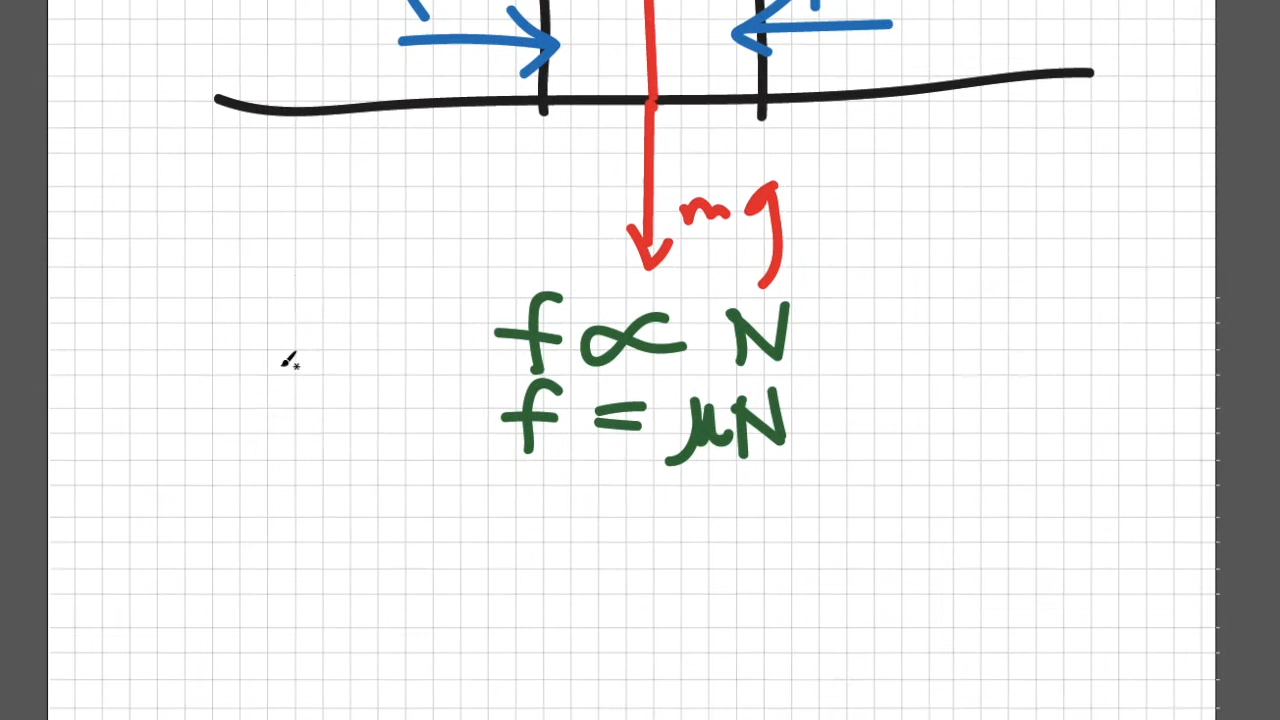 mg
f ∝ N
f = μN